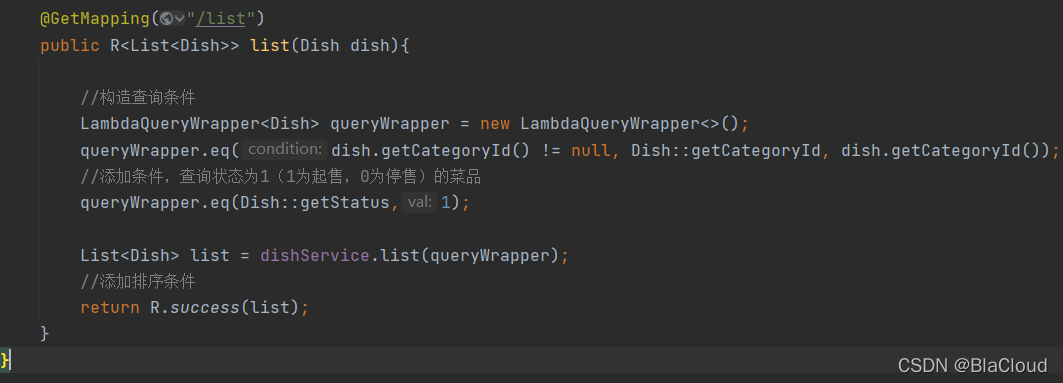 @GetMapping("/list")
public R<List<Dish>> list(Dish dish){
//构造查询条件
LambdaQueryWrapper<Dish> queryWrapper = new LambdaQueryWrapper<>();
queryWrapper.eq( condition: dish.getCategoryId() != null, Dish::getCategoryId, dish.getCategoryId());
//添加条件，查询状态为1（1为起售，0为停售）的菜品
queryWrapper.eq(Dish::getStatus, val: 1);
List<Dish> list = dishService.list(queryWrapper);
//添加排序条件
return R.success(list);
}
}
CSDN @BlaCloud